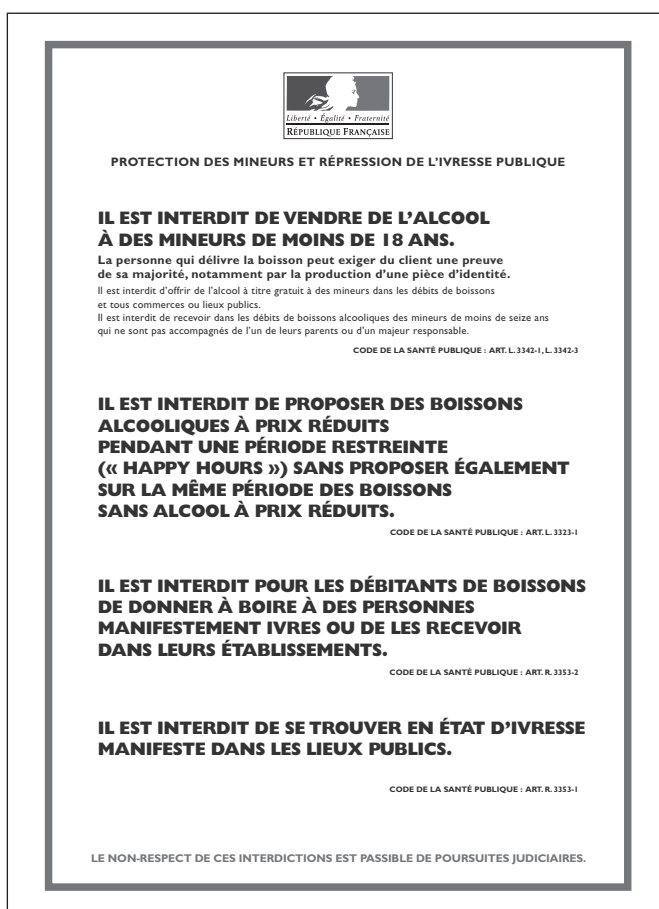 Liberté • Égalité • Fraternité
RÉPUBLIQUE FRANÇAISE
PROTECTION DES MINEURS ET RÉPRESSION DE L’IVRESSE PUBLIQUE
IL EST INTERDIT DE VENDRE DE L’ALCOOL
À DES MINEURS DE MOINS DE 18 ANS.
La personne qui délivre la boisson peut exiger du client une preuve
de sa majorité, notamment par la production d’une pièce d’identité.
Il est interdit d’offrir de l’alcool à titre gratuit à des mineurs dans les débits de boissons
et tous commerces ou lieux publics.
Il est interdit de recevoir dans les débits de boissons alcooliques des mineurs de moins de seize ans
qui ne sont pas accompagnés de l’un de leurs parents ou d’un majeur responsable.
CODE DE LA SANTÉ PUBLIQUE : ART. L. 3342-1, L. 3342-3
IL EST INTERDIT DE PROPOSER DES BOISSONS
ALCOOLIQUES À PRIX RÉDUITS
PENDANT UNE PÉRIODE RESTREINTE
(« HAPPY HOURS ») SANS PROPOSER ÉGALEMENT
SUR LA MÊME PÉRIODE DES BOISSONS
SANS ALCOOL À PRIX RÉDUITS.
CODE DE LA SANTÉ PUBLIQUE : ART. L. 3323-1
IL EST INTERDIT POUR LES DÉBITANTS DE BOISSONS
DE DONNER À BOIRE À DES PERSONNES
MANIFESTEMENT IVRES OU DE LES RECEVOIR
DANS LEURS ÉTABLISSEMENTS.
CODE DE LA SANTÉ PUBLIQUE : ART. R. 3353-2
IL EST INTERDIT DE SE TROUVER EN ÉTAT D’IVRESSE
MANIFESTE DANS LES LIEUX PUBLICS.
CODE DE LA SANTÉ PUBLIQUE : ART. R. 3353-1
LE NON-RESPECT DE CES INTERDICTIONS EST PASSIBLE DE POURSUITES JUDICIAIRES.